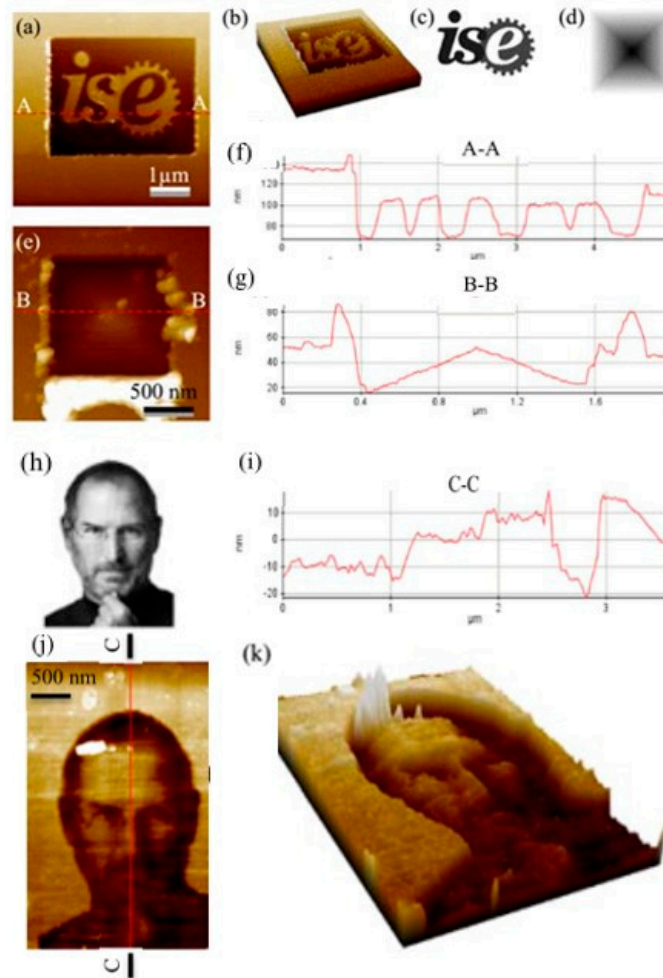 (a)
A A
1µm
(b)
ise
(c)
ise
(d)
(e)
B B
500 nm
(f)
A-A
nm
120
100
80
0 1 2 3 4
µm
(g)
B-B
nm
80
60
40
20
0 0.4 0.8 1.2 1.6
µm
(h)
(i)
C-C
nm
10
0
-10
-20
0 1 2 3
µm
(j)
C
500 nm
C
(k)